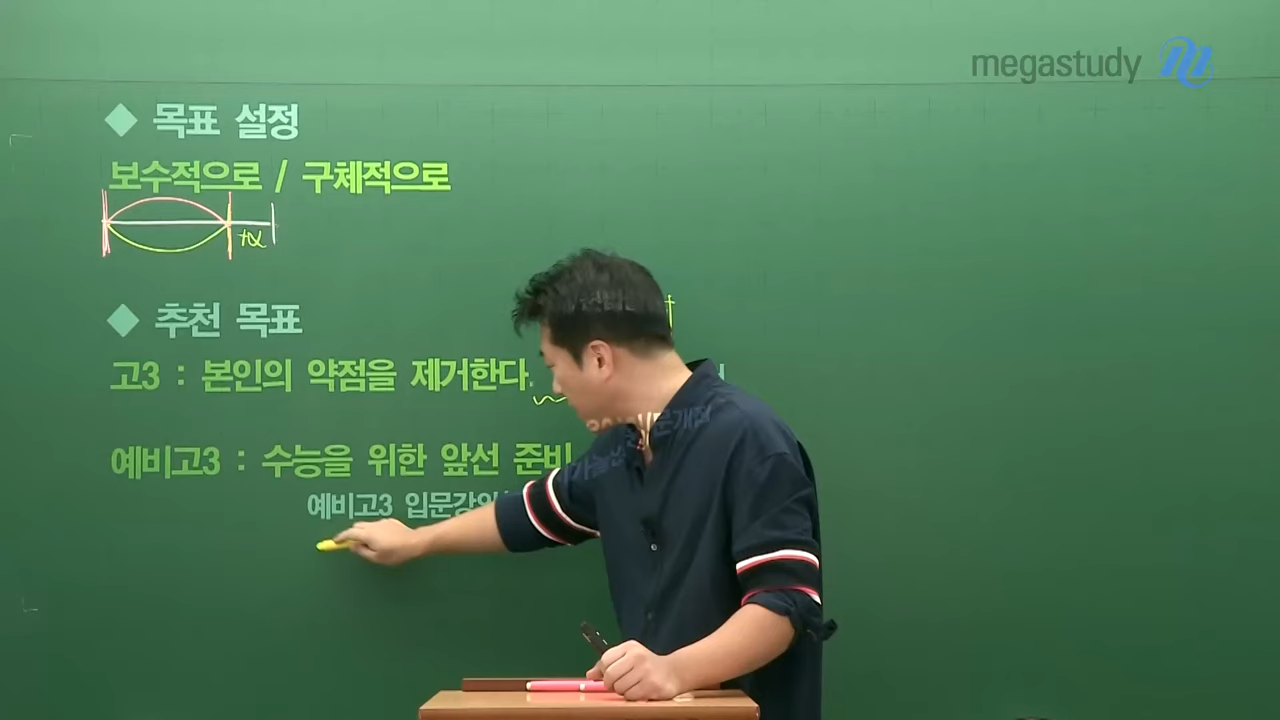 megastudy
◆ 목표 설정
보수적으로 / 구체적으로
+α
◆ 추천 목표
고3 : 본인의 약점을 제거한다.
예비고3 : 수능을 위한 앞선 준비
예비고3 입문강의